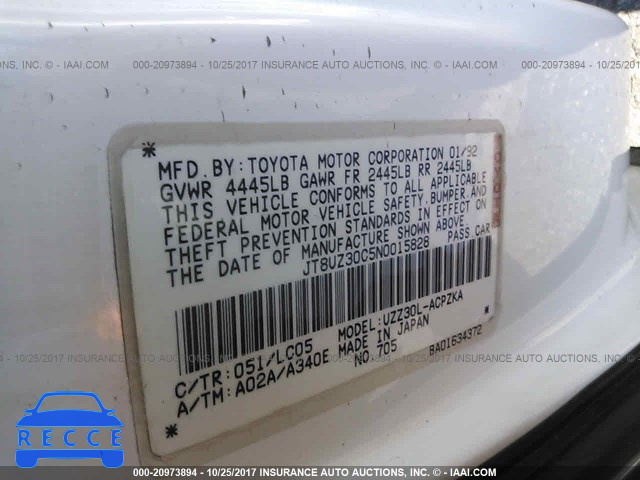 000-20973894 - 10/25/2017 INSURANCE AUTO AUCTIONS, INC. - ©IAAI.COM
MFD. BY: TOYOTA MOTOR CORPORATION 01/92
GVWR 4445LB GAWR FR 2445LB RR 2445LB
THIS VEHICLE CONFORMS TO ALL APPLICABLE
FEDERAL MOTOR VEHICLE SAFETY, BUMPER, AND
THEFT PREVENTION STANDARDS IN EFFECT ON
THE DATE OF MANUFACTURE SHOWN ABOVE
JT8UZ30C5N0015828 PASS.CAR
C/TR: 051/LC05 MODEL: UZZ30L-ACPZKA
A/TM: A02A/A340E MADE IN JAPAN
NO. 705 BA01634372
000-20973894 - 10/25/2017 INSURANCE AUTO AUCTIONS, INC. - ©IAAI.COM
000-20973894 - 10/25/2017 INSURANCE AUTO AUCTIONS, INC. - ©IAAI.COM